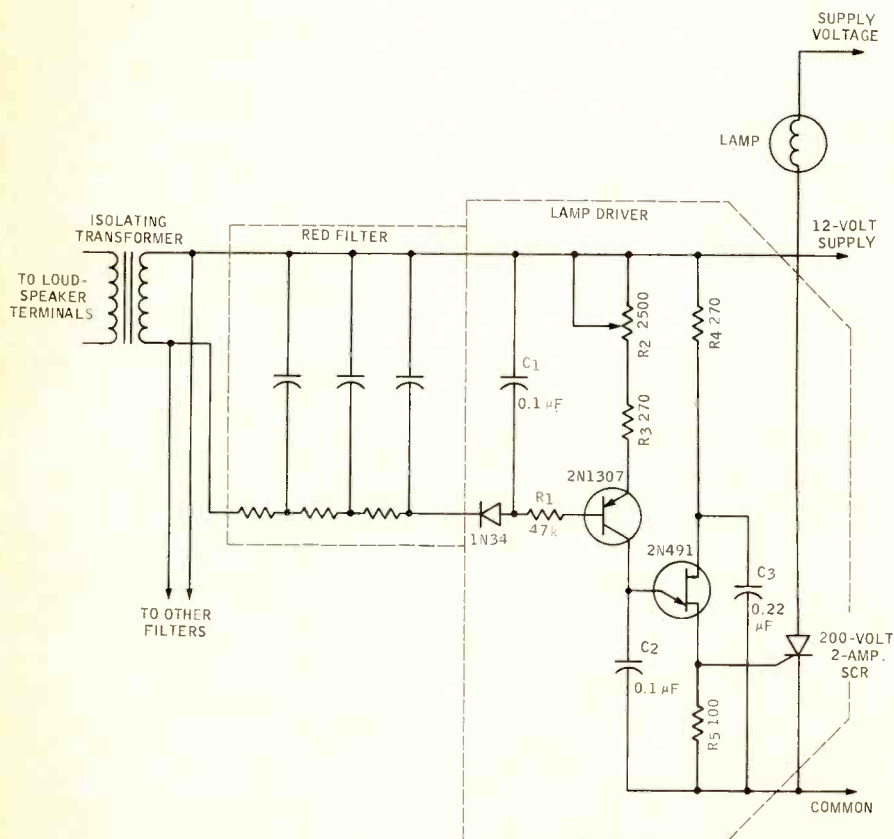 SUPPLY
VOLTAGE
LAMP
ISOLATING
TRANSFORMER
RED FILTER
LAMP DRIVER
12-VOLT
SUPPLY
TO LOUD-
SPEAKER
TERMINALS
C1
0.1 µF
R2 2500
R4 270
R3 270
2N1307
R1
47k
1N34
2N491
C3
0.22
µF
TO OTHER
FILTERS
C2
0.1 µF
200-VOLT
2-AMP.
SCR
R5 100
COMMON